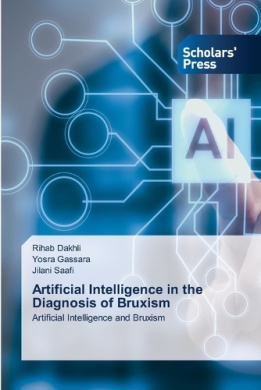 Scholars'
Press
AI
Rihab Dakhli
Yosra Gassara
Jilani Saafi
Artificial Intelligence in the
Diagnosis of Bruxism
Artificial Intelligence and Bruxism